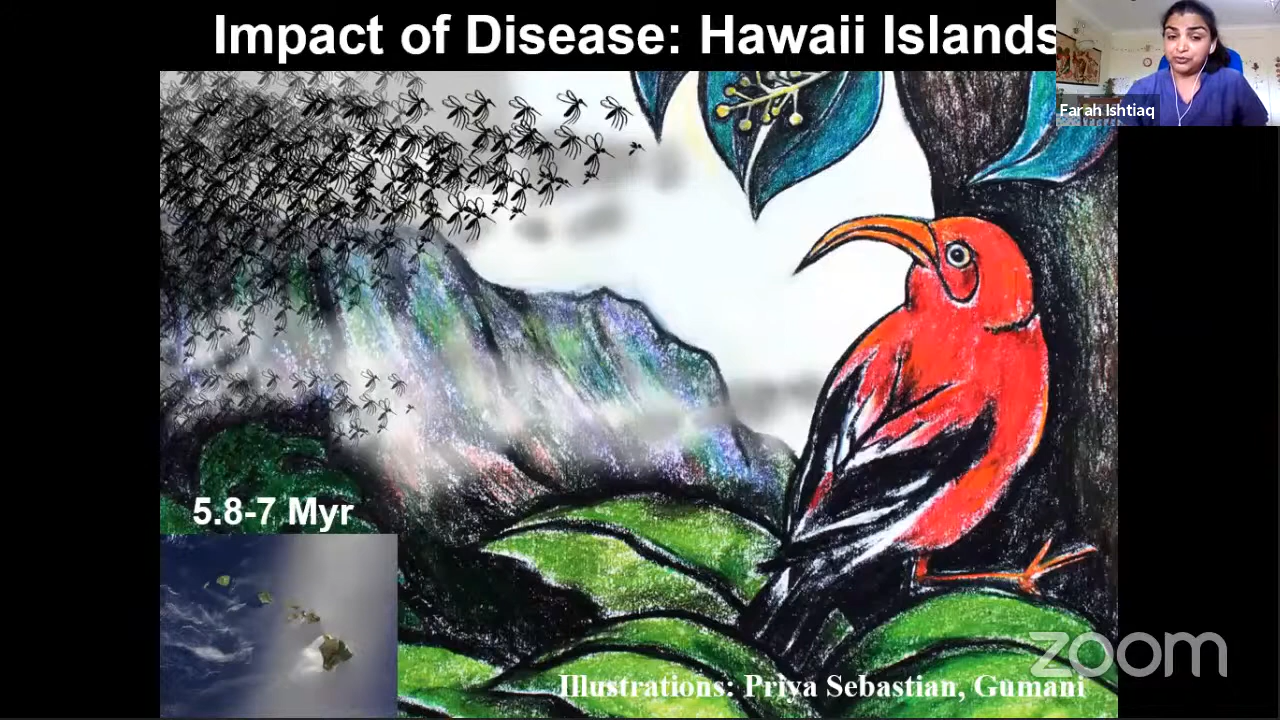 Impact of Disease: Hawaii Islands
Farah Ishtiaq
5.8-7 Myr
zoom
Illustrations: Priya Sebastian, Gumani